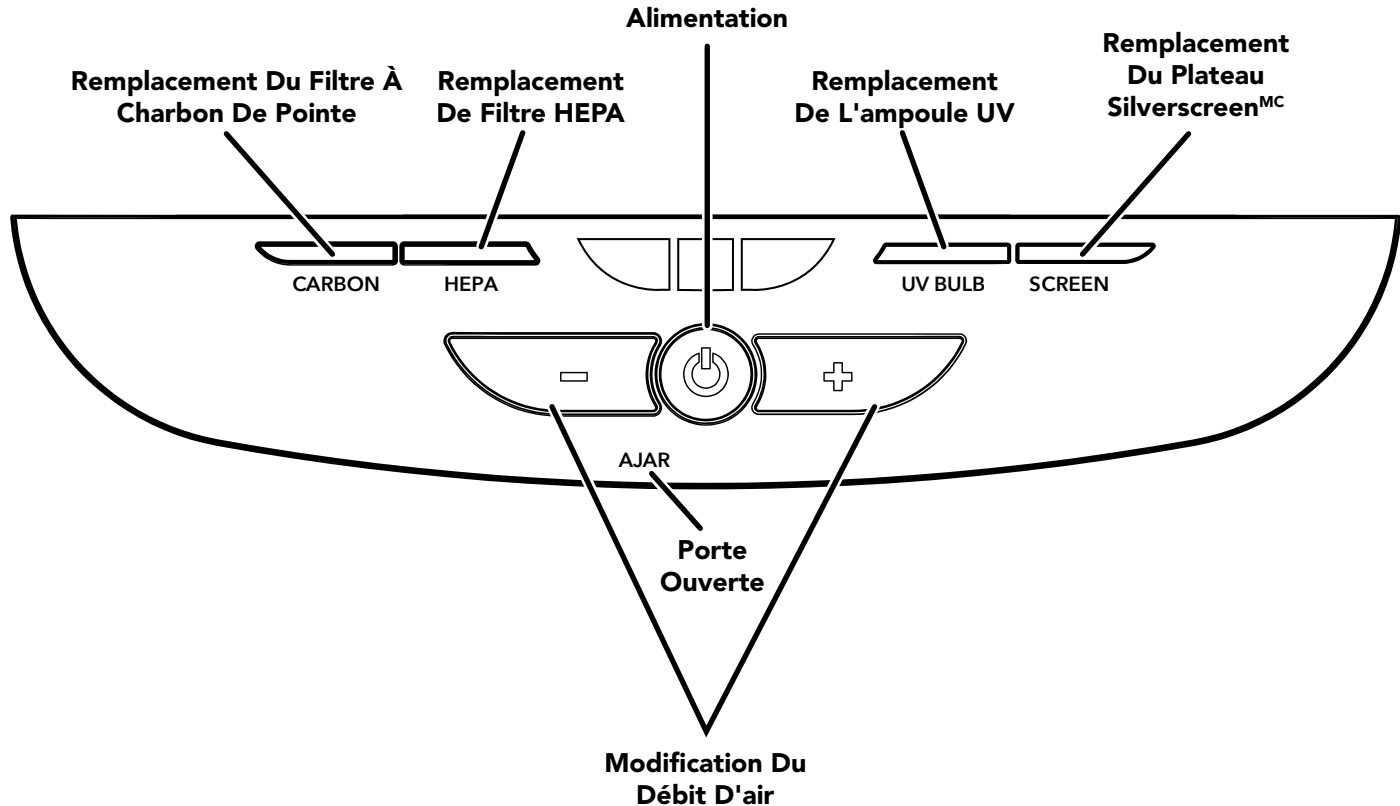 Alimentation
Remplacement Du Filtre À
Charbon De Pointe
Remplacement
De Filtre HEPA
Remplacement
De L'ampoule UV
Remplacement
Du Plateau
Silverscreenᴹᶜ
CARBON
HEPA
UV BULB
SCREEN
AJAR
Porte
Ouverte
Modification Du
Débit D'air